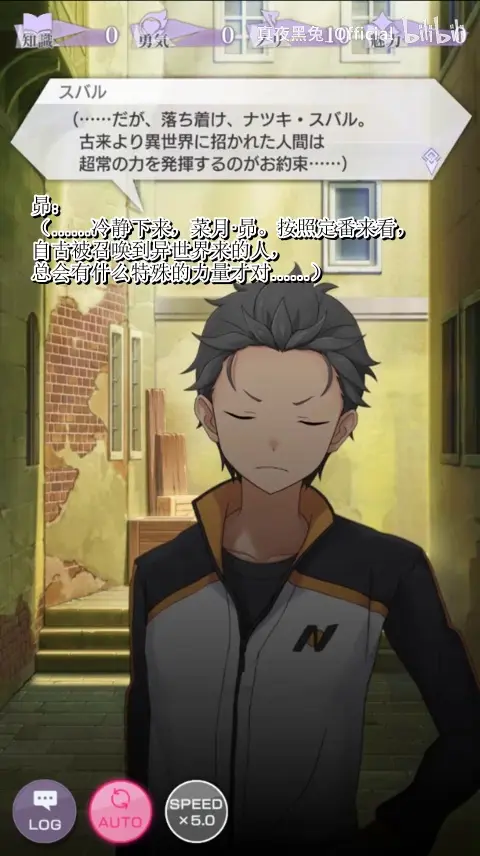 知識 0 勇気 0 真夜黑兔_Official bilibili
スバル
(……だが、落ち着け、ナツキ・スバル。
古来より異世界に招かれた人間は
超常の力を発揮するのがお約束……)
昴：
（……冷静下来，菜月·昴。按照定番来看，
自古被召唤到异世界来的人，
总会有什么特殊的力量才对……）
N
LOG
AUTO
SPEED
×5.0